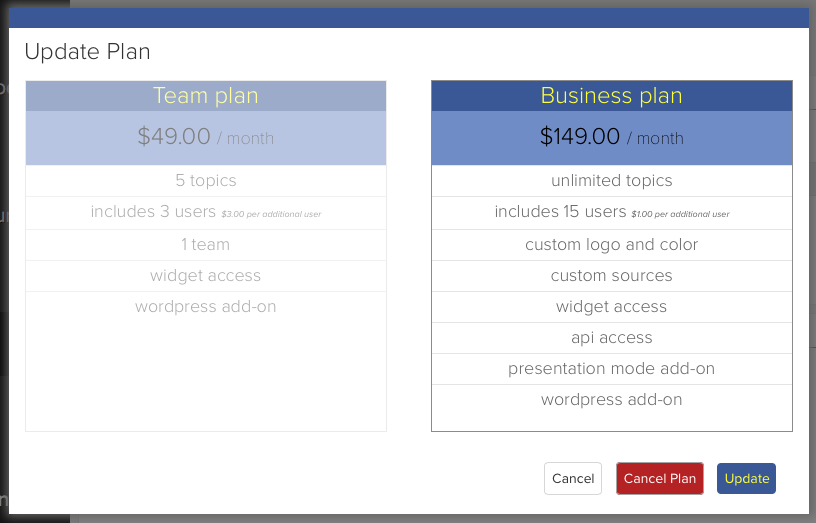 Update Plan
Team plan
$49.00 / month
5 topics
includes 3 users $3.00 per additional user
1 team
widget access
wordpress add-on
Business plan
$149.00 / month
unlimited topics
includes 15 users $1.00 per additional user
custom logo and color
custom sources
widget access
api access
presentation mode add-on
wordpress add-on
Cancel
Cancel Plan
Update